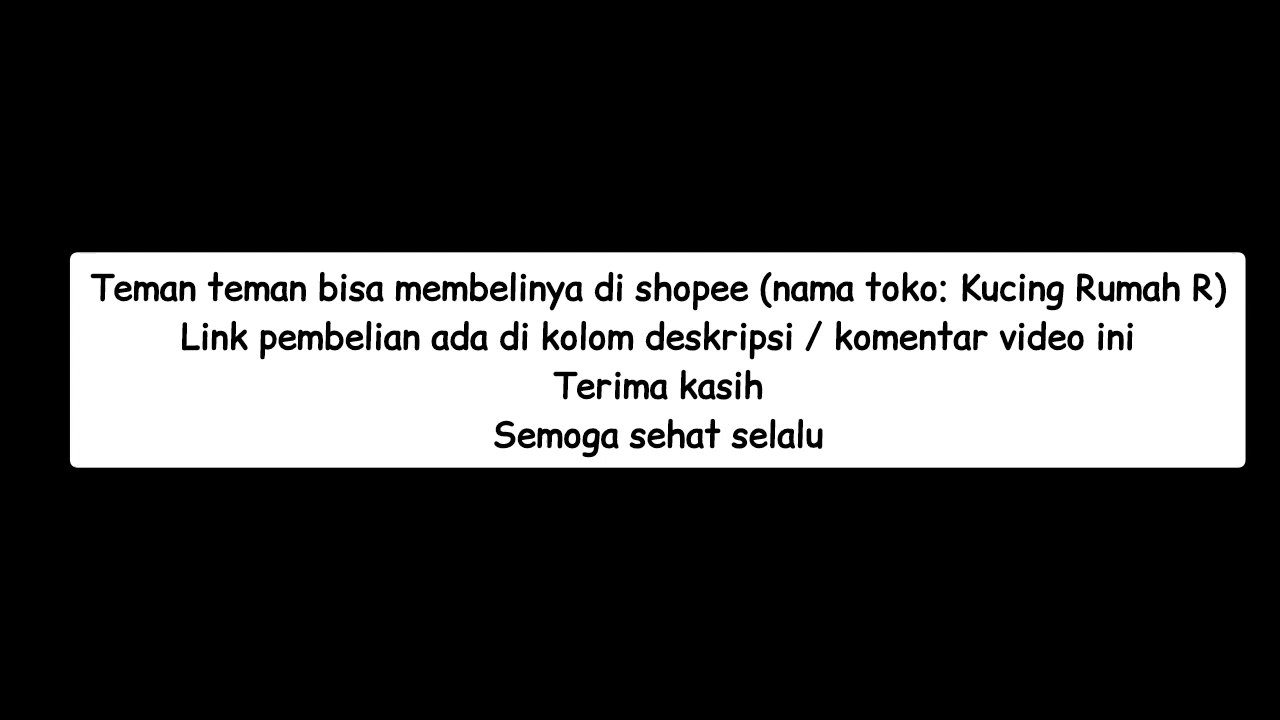 Teman teman bisa membelinya di shopee (nama toko: Kucing Rumah R)
Link pembelian ada di kolom deskripsi / komentar video ini
Terima kasih
Semoga sehat selalu